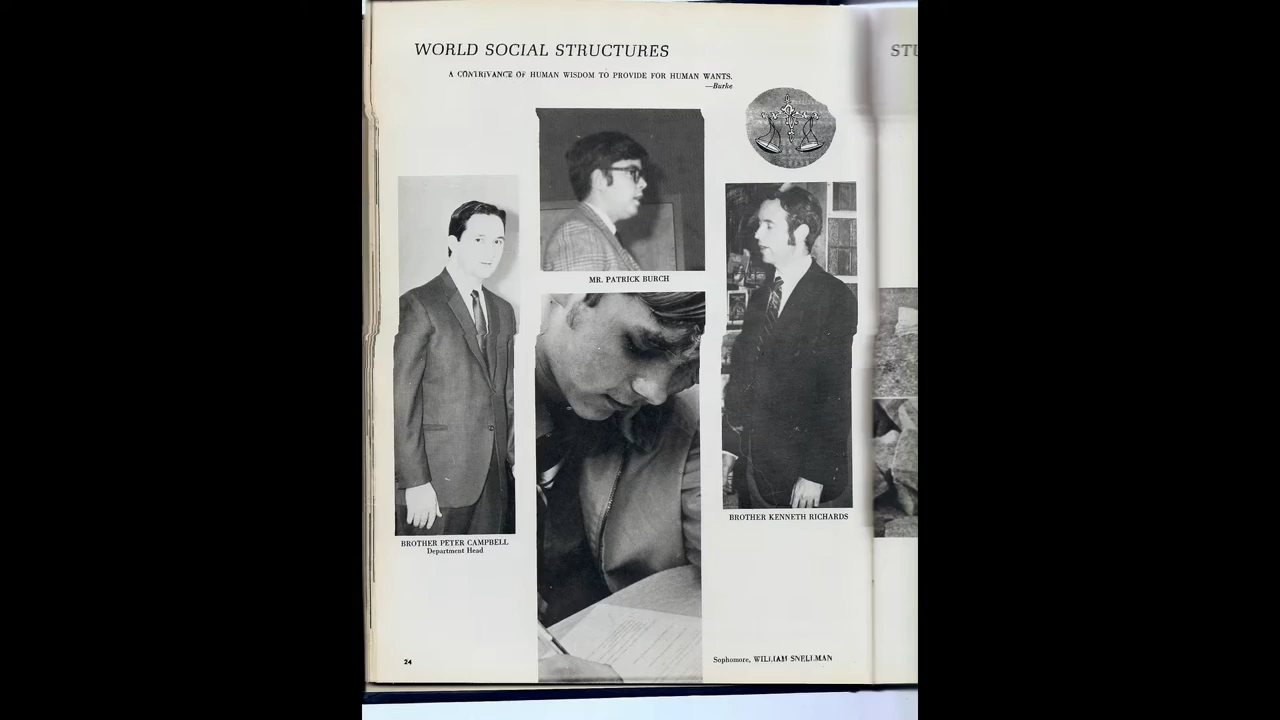 WORLD SOCIAL STRUCTURES
STU
A CONTRIVANCE OF HUMAN WISDOM TO PROVIDE FOR HUMAN WANTS.
—Burke
MR. PATRICK BURCH
BROTHER KENNETH RICHARDS
BROTHER PETER CAMPBELL
Department Head
Sophomore, WILLIAM SNELLMAN
24